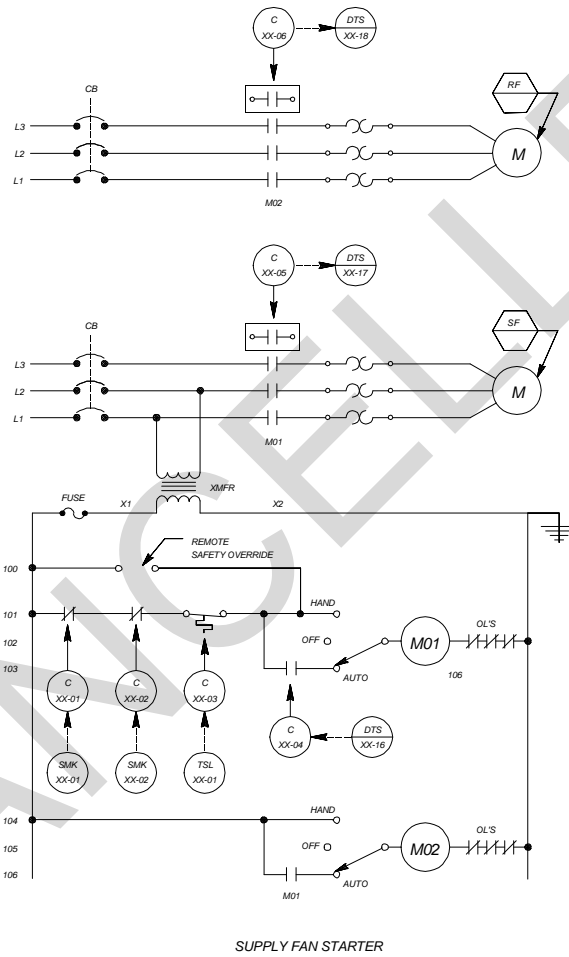 C
XX-06
DTS
XX-18
RF
CB
L3
L2
L1
M
M02
C
XX-05
DTS
XX-17
SF
CB
L3
L2
L1
M
M01
XMFR
FUSE
X1
X2
REMOTE
SAFETY OVERRIDE
100
101
HAND
102
OFF
M01
OL'S
103
AUTO
106
C
XX-01
C
XX-02
C
XX-03
C
XX-04
DTS
XX-16
SMK
XX-01
SMK
XX-02
TSL
XX-01
104
HAND
105
OFF
M02
OL'S
106
AUTO
M01
SUPPLY FAN STARTER
ANCELL